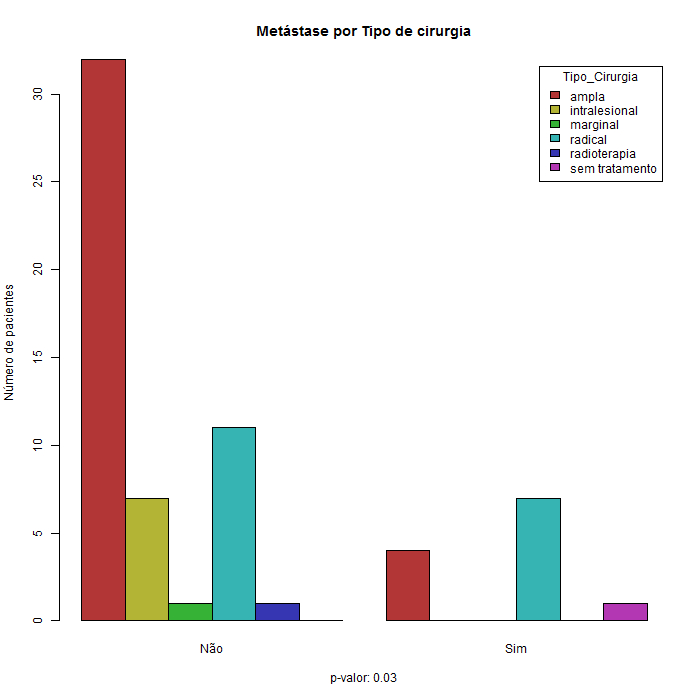 Metástase por Tipo de cirurgia
Tipo_Cirurgia
ampla
intralesional
marginal
radical
radioterapia
sem tratamento
Número de pacientes
30
25
20
15
10
5
0
Não
Sim
p-valor: 0.03